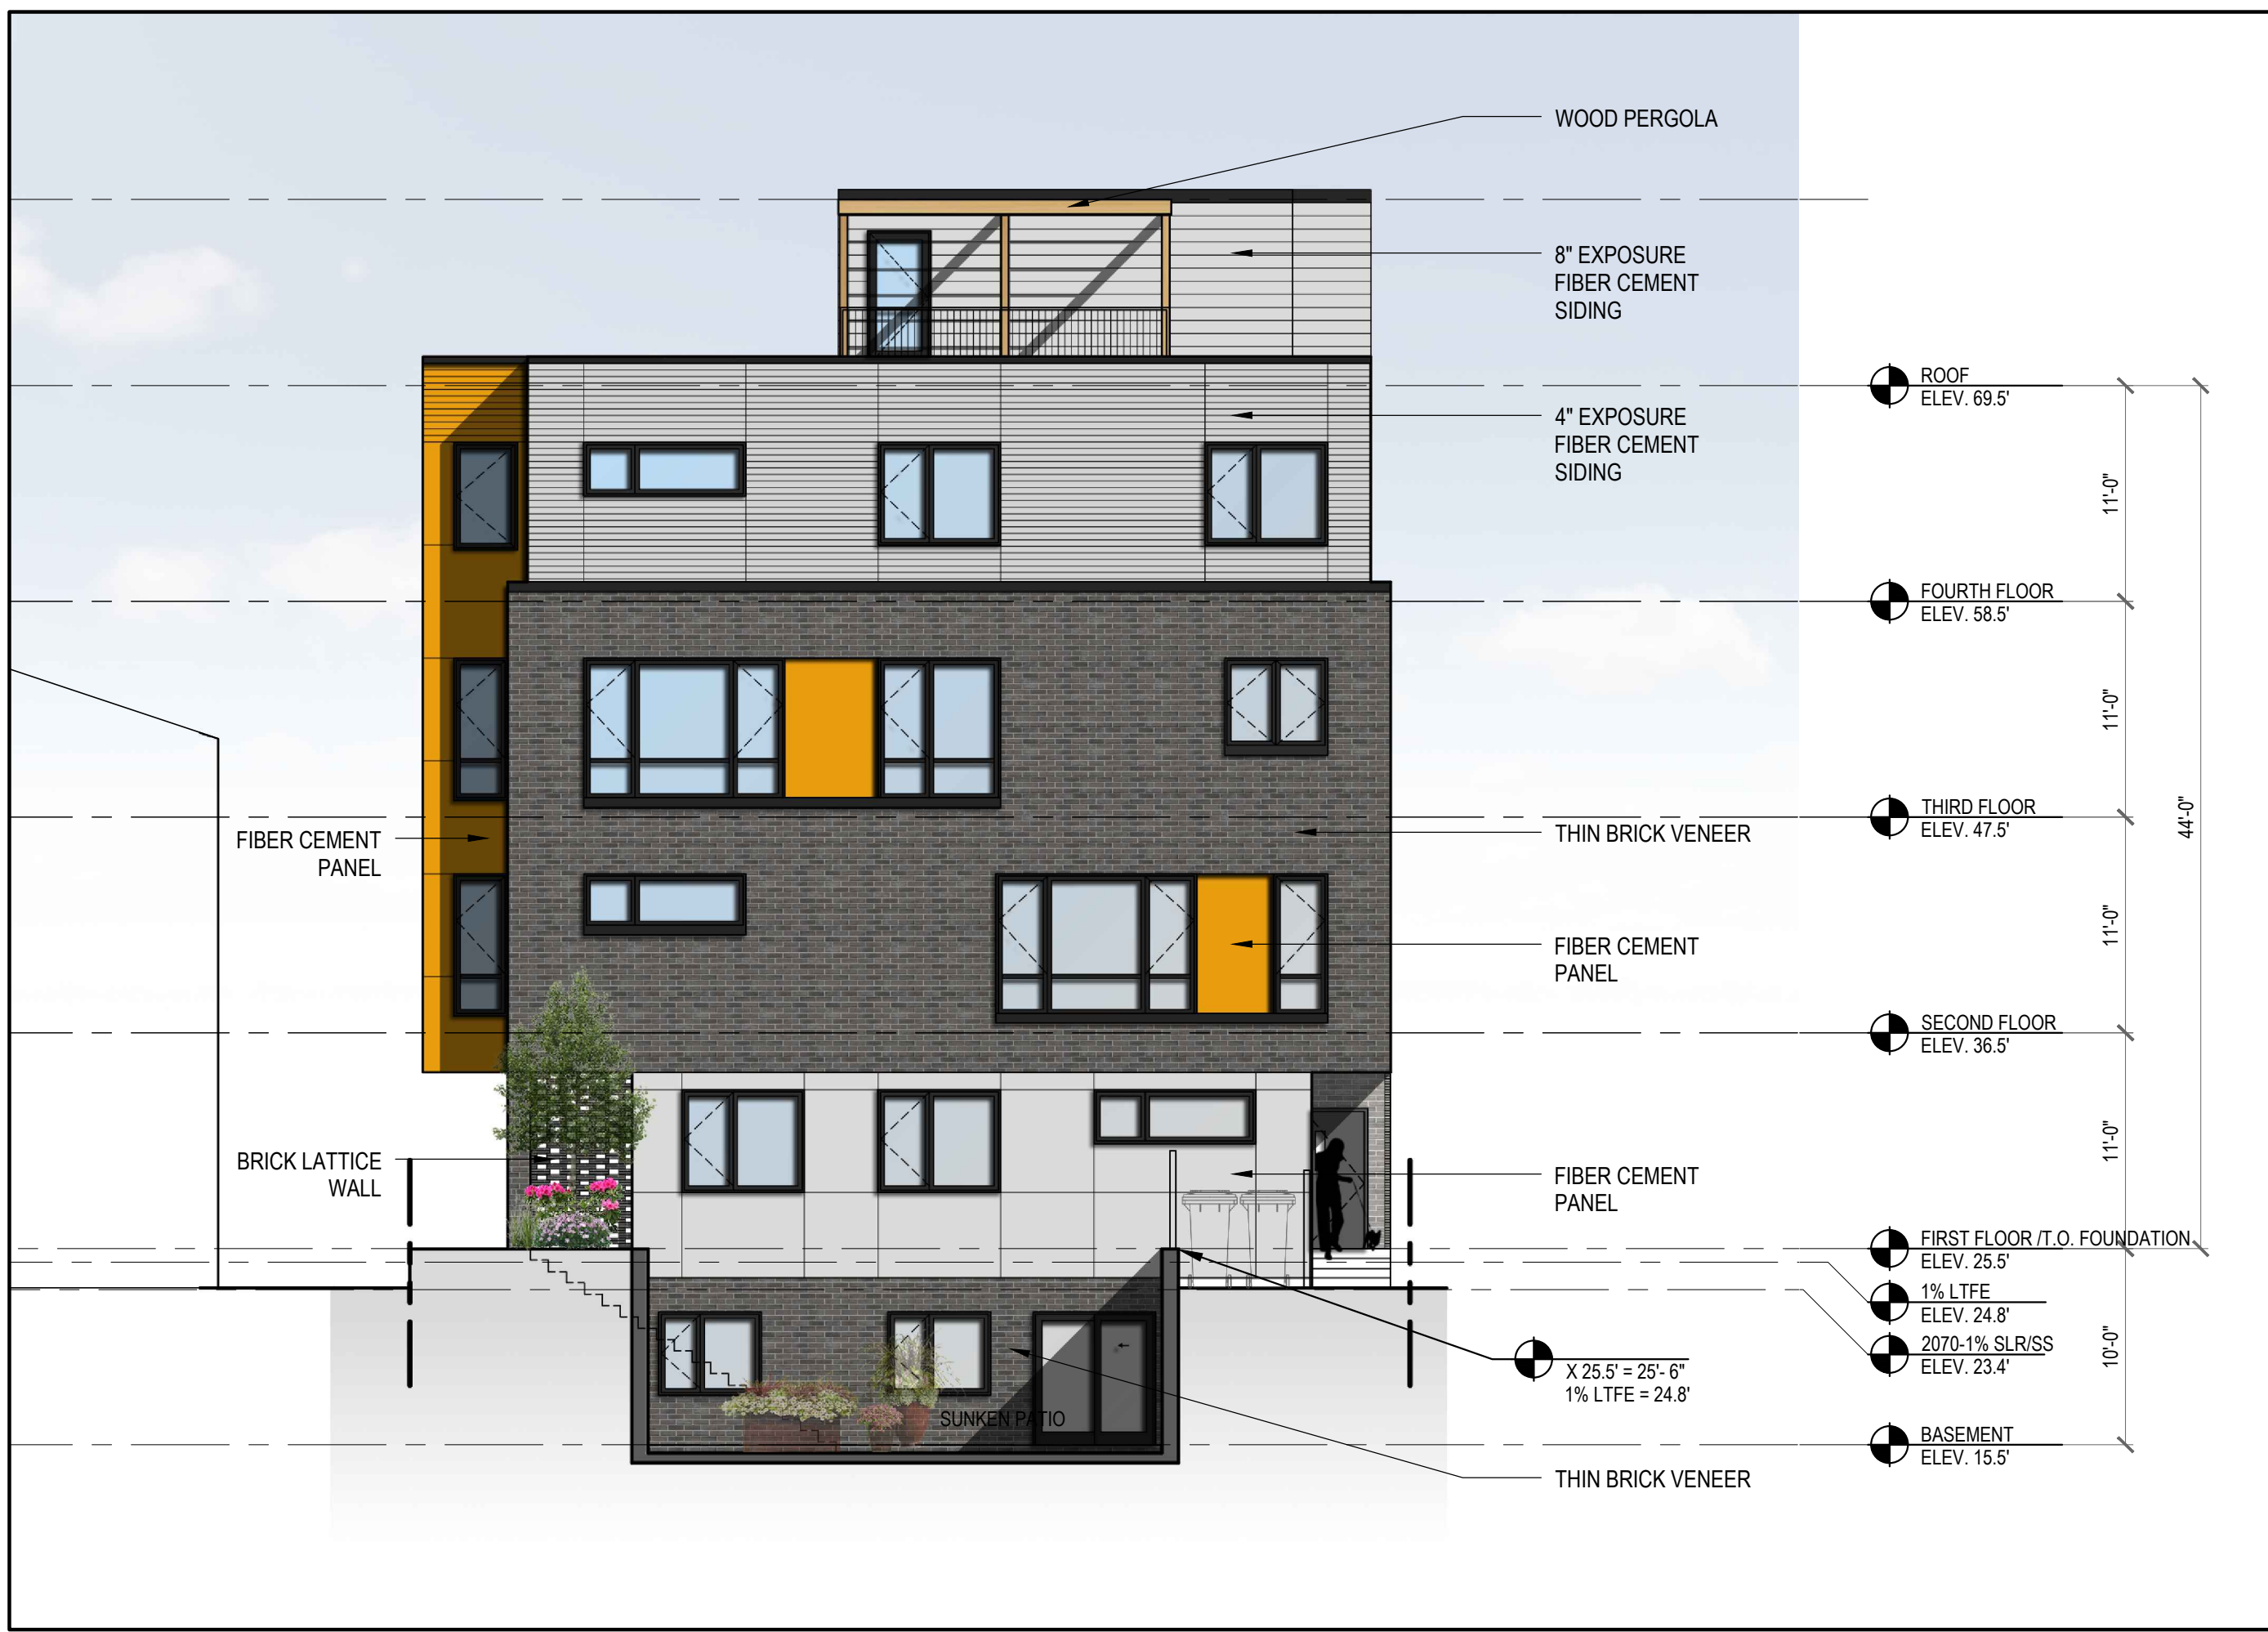 WOOD PERGOLA
8" EXPOSURE
FIBER CEMENT
SIDING
ROOF
ELEV. 69.5'
4" EXPOSURE
FIBER CEMENT
SIDING
11'-0"
FOURTH FLOOR
ELEV. 58.5'
11'-0"
THIRD FLOOR
ELEV. 47.5'
44'-0"
FIBER CEMENT
PANEL
THIN BRICK VENEER
11'-0"
FIBER CEMENT
PANEL
SECOND FLOOR
ELEV. 36.5'
11'-0"
BRICK LATTICE
WALL
FIBER CEMENT
PANEL
FIRST FLOOR /T.O. FOUNDATION
ELEV. 25.5'
1% LTFE
ELEV. 24.8'
2070-1% SLR/SS
ELEV. 23.4'
10'-0"
X 25.5' = 25'- 6"
1% LTFE = 24.8'
SUNKEN PATIO
BASEMENT
ELEV. 15.5'
THIN BRICK VENEER